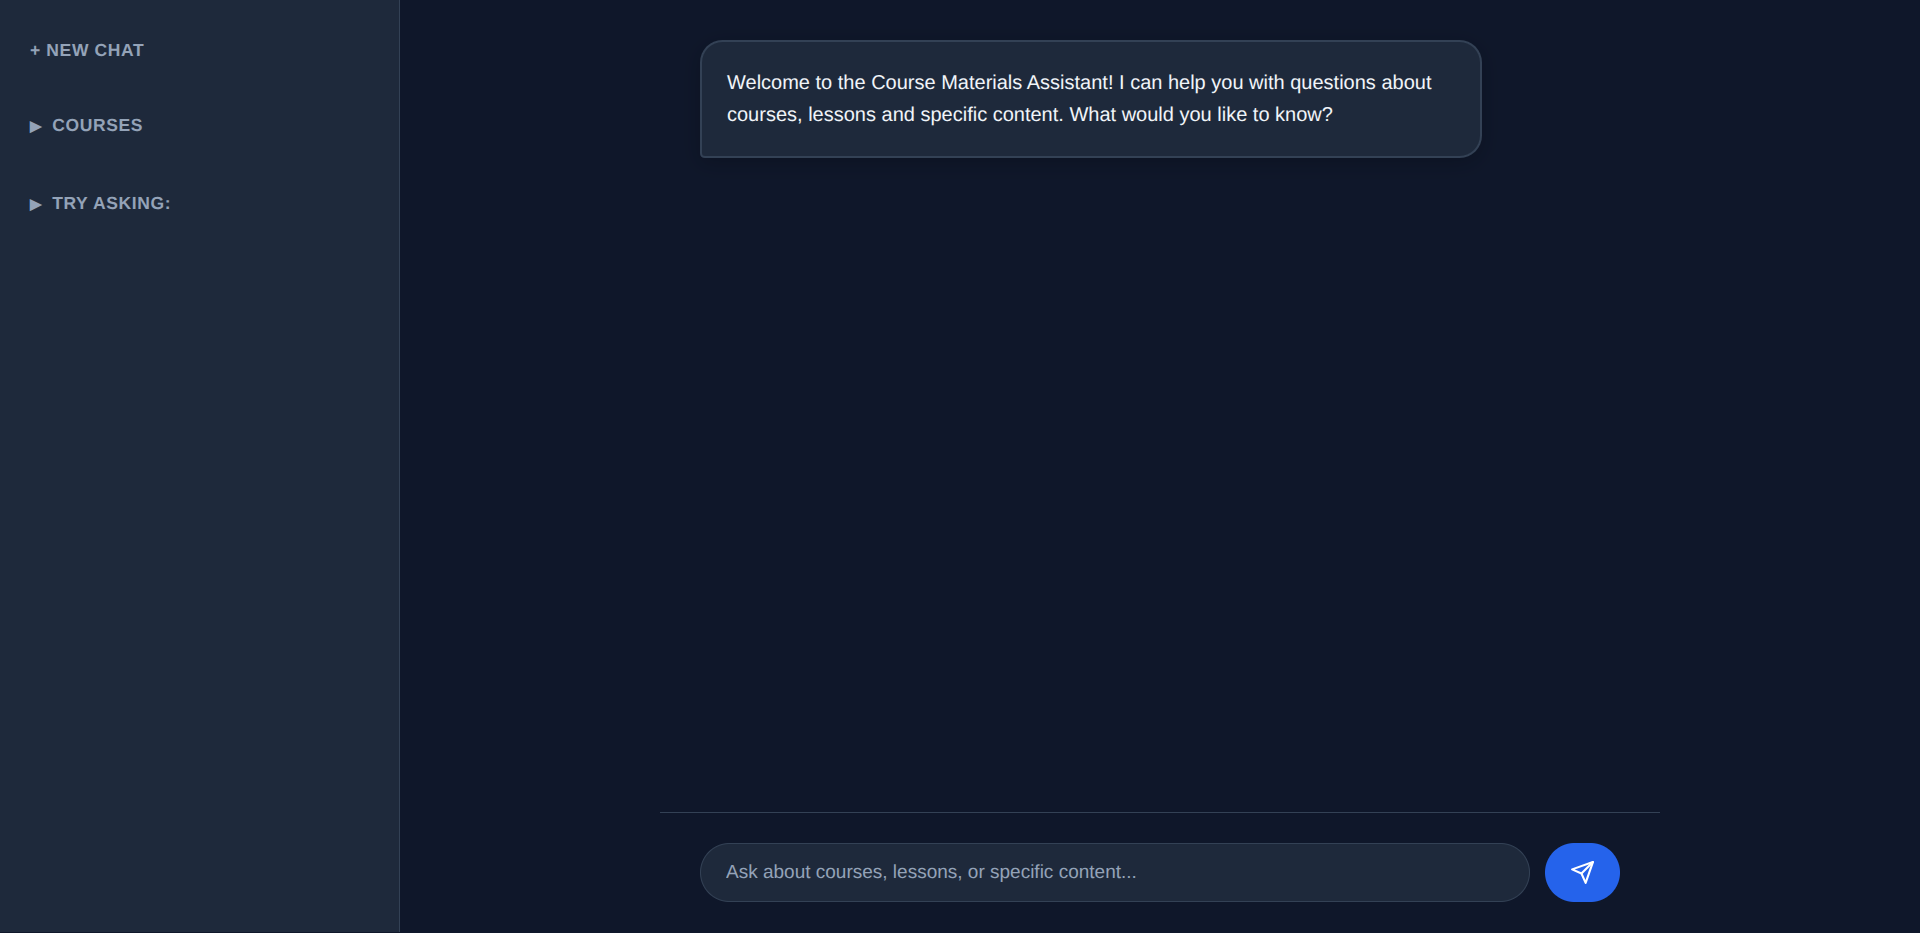 + NEW CHAT
▶ COURSES
▶ TRY ASKING:
Welcome to the Course Materials Assistant! I can help you with questions about
courses, lessons and specific content. What would you like to know?
Ask about courses, lessons, or specific content...